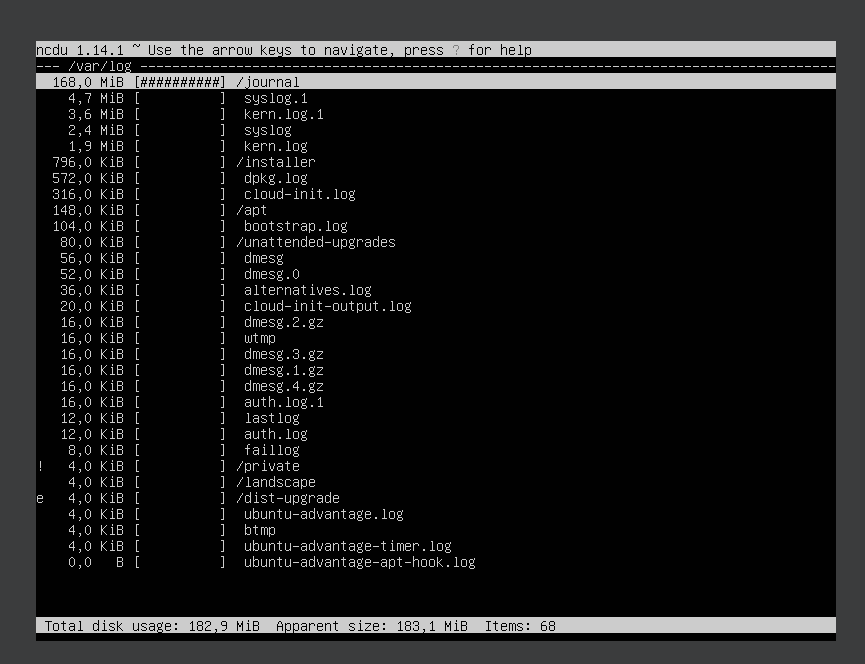 ncdu 1.14.1 ~ Use the arrow keys to navigate, press ? for help
--- /var/log ----------------------------------------------------------------------------------------
  168,0 MiB [##########] /journal
    4,7 MiB [          ]  syslog.1
    3,6 MiB [          ]  kern.log.1
    2,4 MiB [          ]  syslog
    1,9 MiB [          ]  kern.log
  796,0 KiB [          ] /installer
  572,0 KiB [          ]  dpkg.log
  316,0 KiB [          ]  cloud-init.log
  148,0 KiB [          ] /apt
  104,0 KiB [          ]  bootstrap.log
   80,0 KiB [          ] /unattended-upgrades
   56,0 KiB [          ]  dmesg
   52,0 KiB [          ]  dmesg.0
   36,0 KiB [          ]  alternatives.log
   20,0 KiB [          ]  cloud-init-output.log
   16,0 KiB [          ]  dmesg.2.gz
   16,0 KiB [          ]  wtmp
   16,0 KiB [          ]  dmesg.3.gz
   16,0 KiB [          ]  dmesg.1.gz
   16,0 KiB [          ]  dmesg.4.gz
   16,0 KiB [          ]  auth.log.1
   12,0 KiB [          ]  lastlog
   12,0 KiB [          ]  auth.log
    8,0 KiB [          ]  faillog
!   4,0 KiB [          ] /private
    4,0 KiB [          ] /landscape
e   4,0 KiB [          ] /dist-upgrade
    4,0 KiB [          ]  ubuntu-advantage.log
    4,0 KiB [          ]  btmp
    4,0 KiB [          ]  ubuntu-advantage-timer.log
    0,0   B [          ]  ubuntu-advantage-apt-hook.log
 Total disk usage: 182,9 MiB  Apparent size: 183,1 MiB  Items: 68